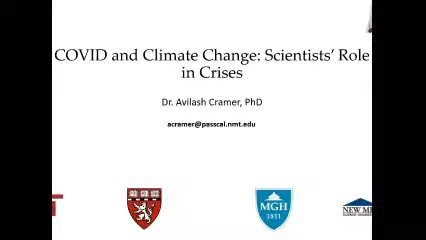 COVID and Climate Change: Scientists’ Role
in Crises
Dr. Avilash Cramer, PhD
acramer@passcal.nmt.edu
MGH
1811
NEW ME